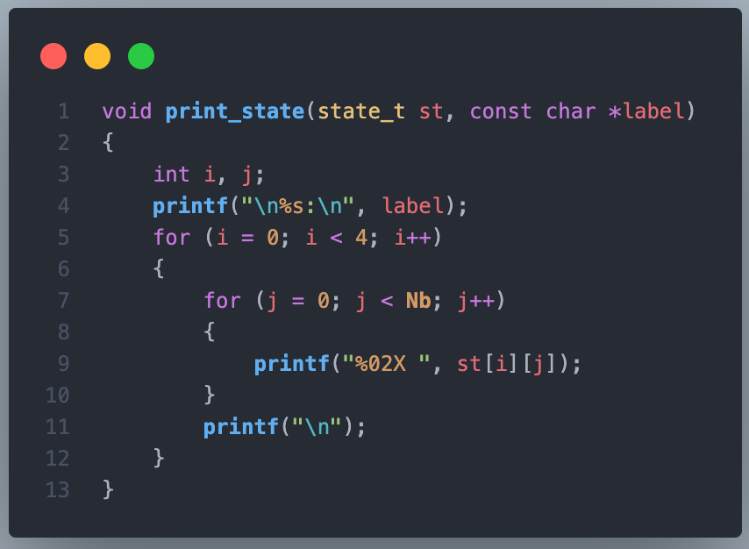 1 void print_state(state_t st, const char *label)
2 {
3     int i, j;
4     printf("\n%s:\n", label);
5     for (i = 0; i < 4; i++)
6     {
7         for (j = 0; j < Nb; j++)
8         {
9             printf("%02X ", st[i][j]);
10         }
11         printf("\n");
12     }
13 }